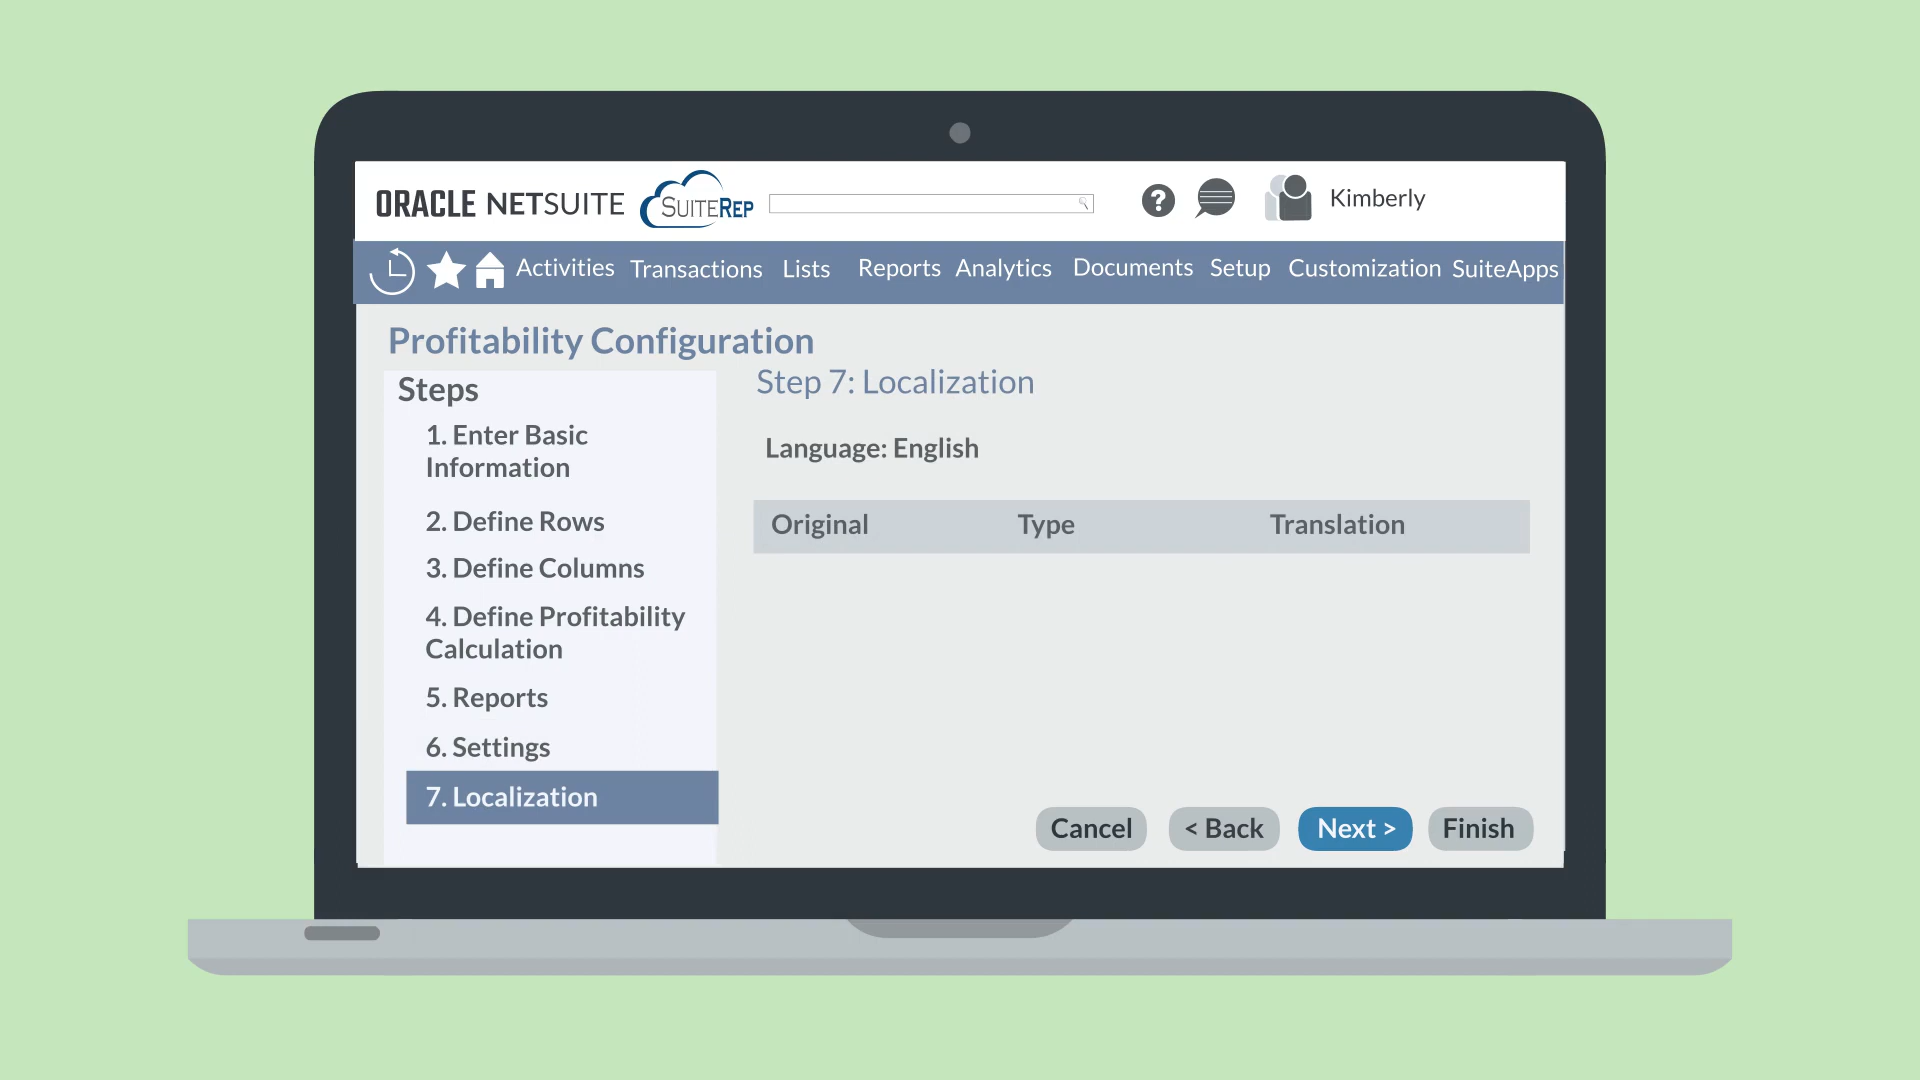 ORACLE NETSUITE SUITEREP
Kimberly
Activities Transactions Lists Reports Analytics Documents Setup Customization SuiteApps
Profitability Configuration
Steps
1. Enter Basic
Information
2. Define Rows
3. Define Columns
4. Define Profitability
Calculation
5. Reports
6. Settings
7. Localization
Step 7: Localization
Language: English
Original Type Translation
Cancel < Back Next > Finish